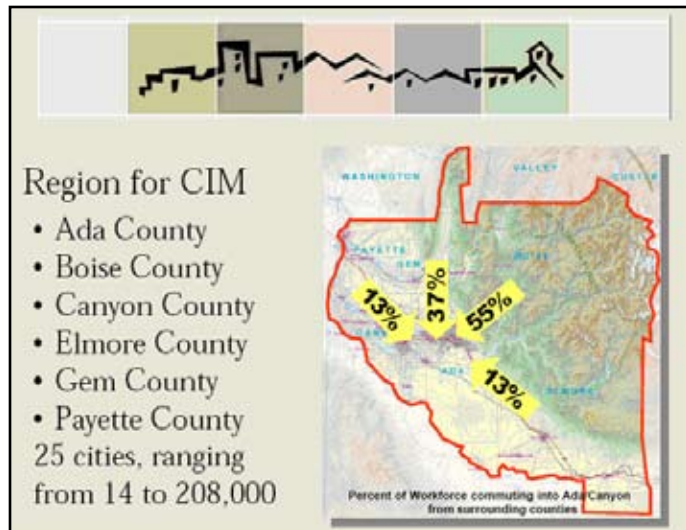 Region for CIM
• Ada County
• Boise County
• Canyon County
• Elmore County
• Gem County
• Payette County
25 cities, ranging
from 14 to 208,000
WASHINGTON
VALLEY
CUSTER
PAYETTE
GEM
BOISE
13%
37%
55%
ADA
13%
ELMORE
Percent of Workforce commuting into Ada/Canyon
from surrounding counties